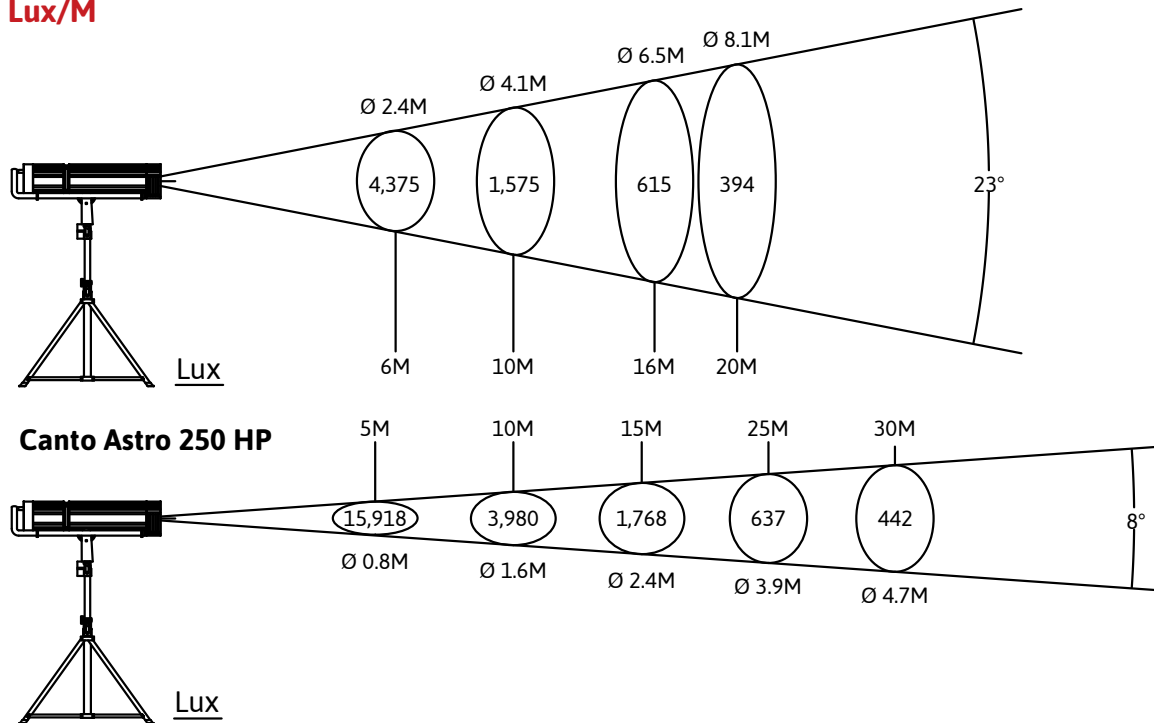 Lux/M
Ø 2.4M
Ø 4.1M
Ø 6.5M
Ø 8.1M
4,375
1,575
615
394
23°
6M
10M
16M
20M
Lux
Canto Astro 250 HP
5M
10M
15M
25M
30M
15,918
3,980
1,768
637
442
8°
Ø 0.8M
Ø 1.6M
Ø 2.4M
Ø 3.9M
Ø 4.7M
Lux